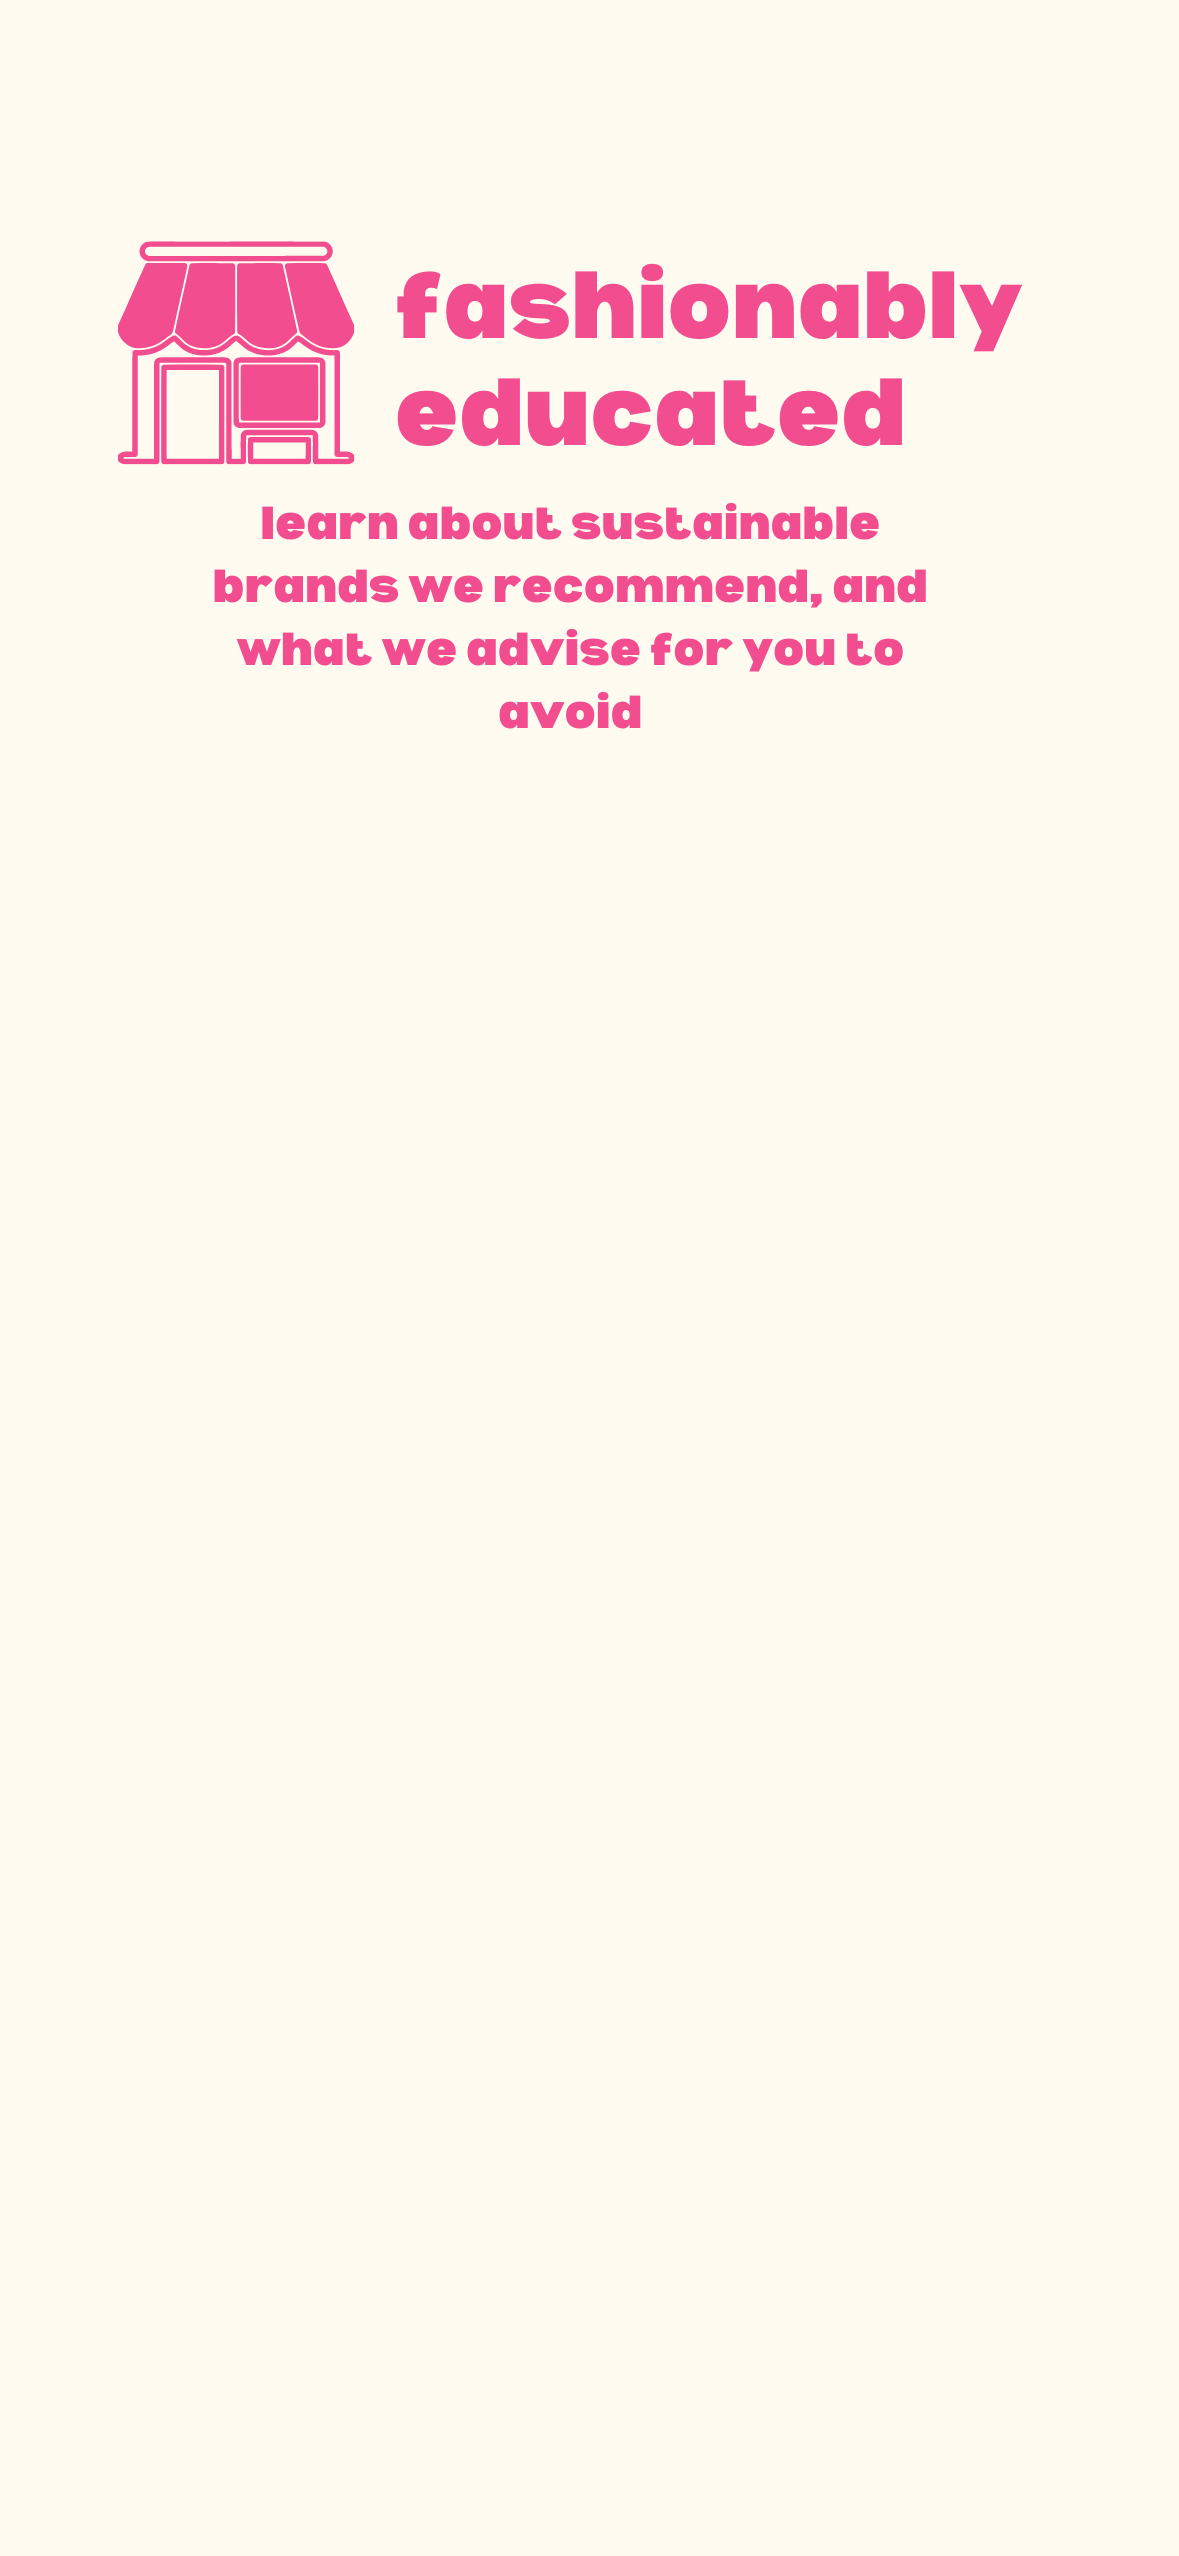 fashionably
educated
learn about sustainable
brands we recommend, and
what we advise for you to
avoid